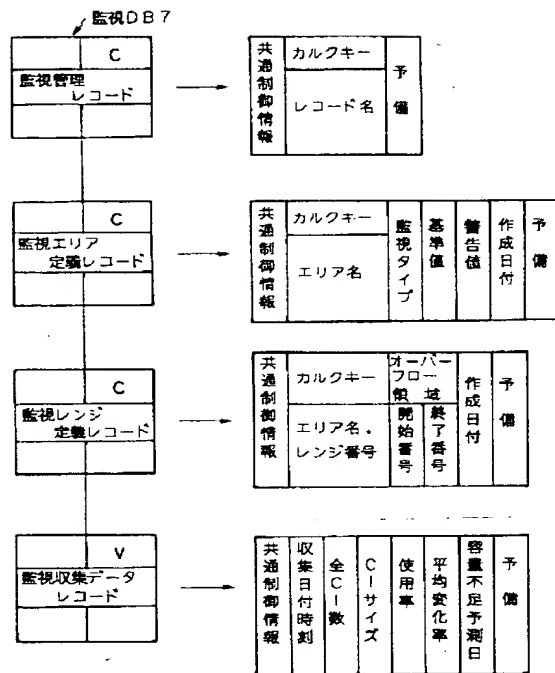 監視DB7
C
監視管理
レコード
共通制御情報
カルクキー
レコード名
予備
C
監視エリア
定義レコード
共通制御情報
カルクキー
エリア名
監視タイプ
基準値
警告値
作成日付
予備
C
監視レンジ
定義レコード
共通制御情報
カルクキー
エリア名・
レンジ番号
オーバー
フロー
領域
開始番号
終了番号
作成日付
予備
V
監視収集データ
レコード
共通制御情報
収集日付時刻
全CI数
CIサイズ
使用率
平均変化率
容量不足予測日
予備